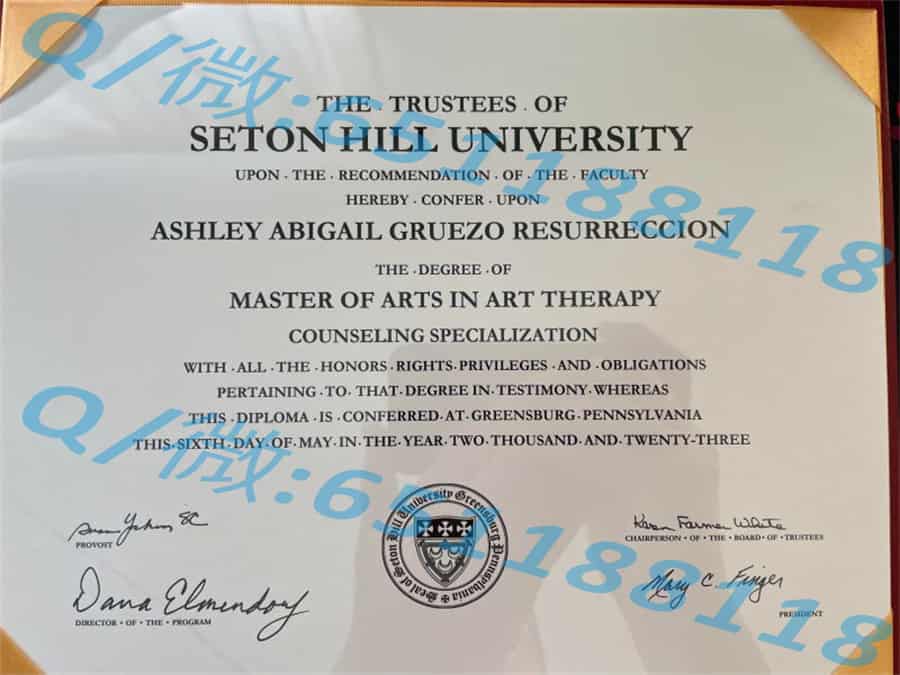 Q/微:651188118
THE · TRUSTEES · OF
SETON HILL UNIVERSITY
UPON · THE · RECOMMENDATION · OF · THE · FACULTY
HEREBY · CONFER · UPON
ASHLEY ABIGAIL GRUEZO RESURRECCION
THE · DEGREE · OF
MASTER OF ARTS IN ART THERAPY
COUNSELING SPECIALIZATION
WITH · ALL · THE · HONORS · RIGHTS · PRIVILEGES · AND · OBLIGATIONS
PERTAINING · TO · THAT · DEGREE IN · TESTIMONY · WHEREAS
THIS · DIPLOMA · IS · CONFERRED · AT · GREENSBURG · PENNSYLVANIA
THIS · SIXTH · DAY · OF · MAY · IN · THE · YEAR · TWO · THOUSAND · AND · TWENTY-THREE
Q/微:651188118
Seal of Seton Hill University Greensburg Pennsylvania
PROVOST
Karen Farmer White
CHAIRPERSON · OF · THE · BOARD · OF · TRUSTEES
Dana Elmendorf
DIRECTOR · OF · THE · PROGRAM
Mary C. Finger
PRESIDENT